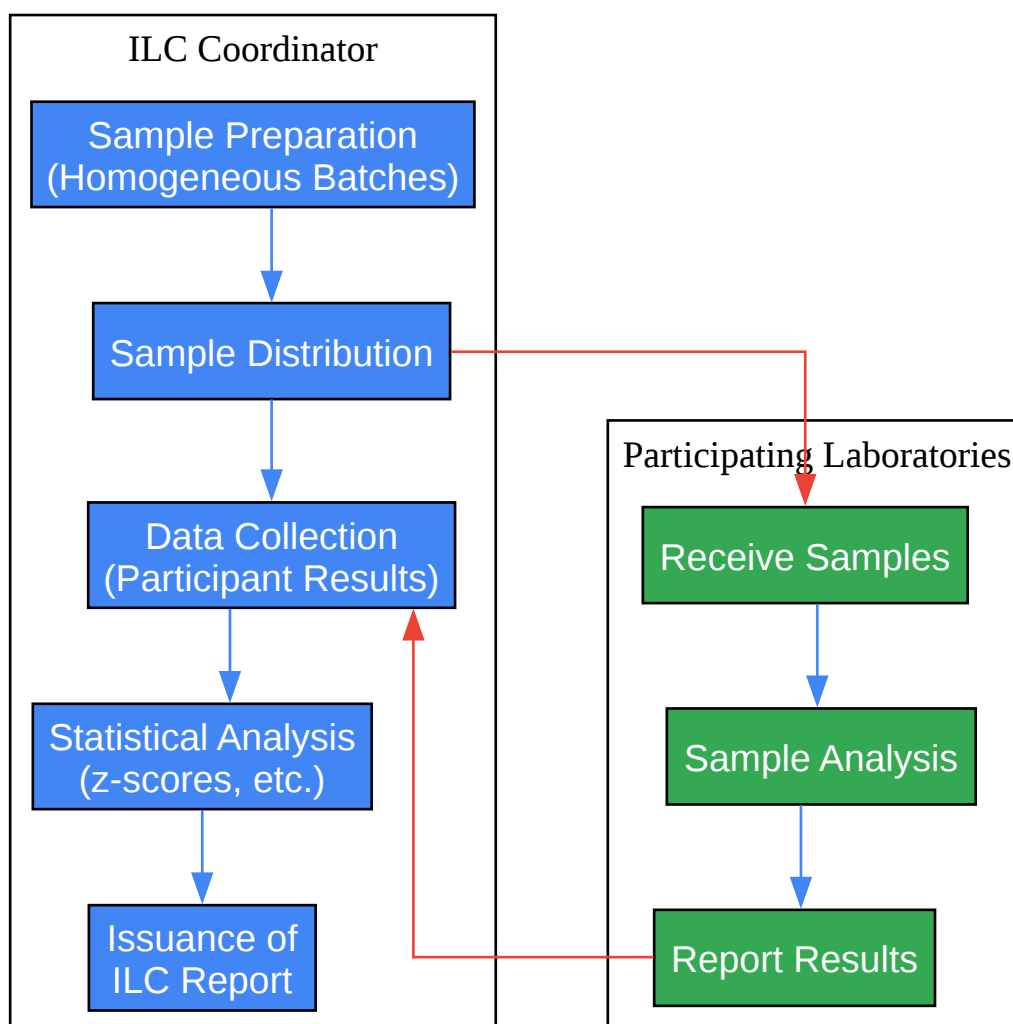 ILC Coordinator
Sample Preparation
(Homogeneous Batches)
Sample Distribution
Data Collection
(Participant Results)
Statistical Analysis
(z-scores, etc.)
Issuance of
ILC Report
Participating Laboratories
Receive Samples
Sample Analysis
Report Results